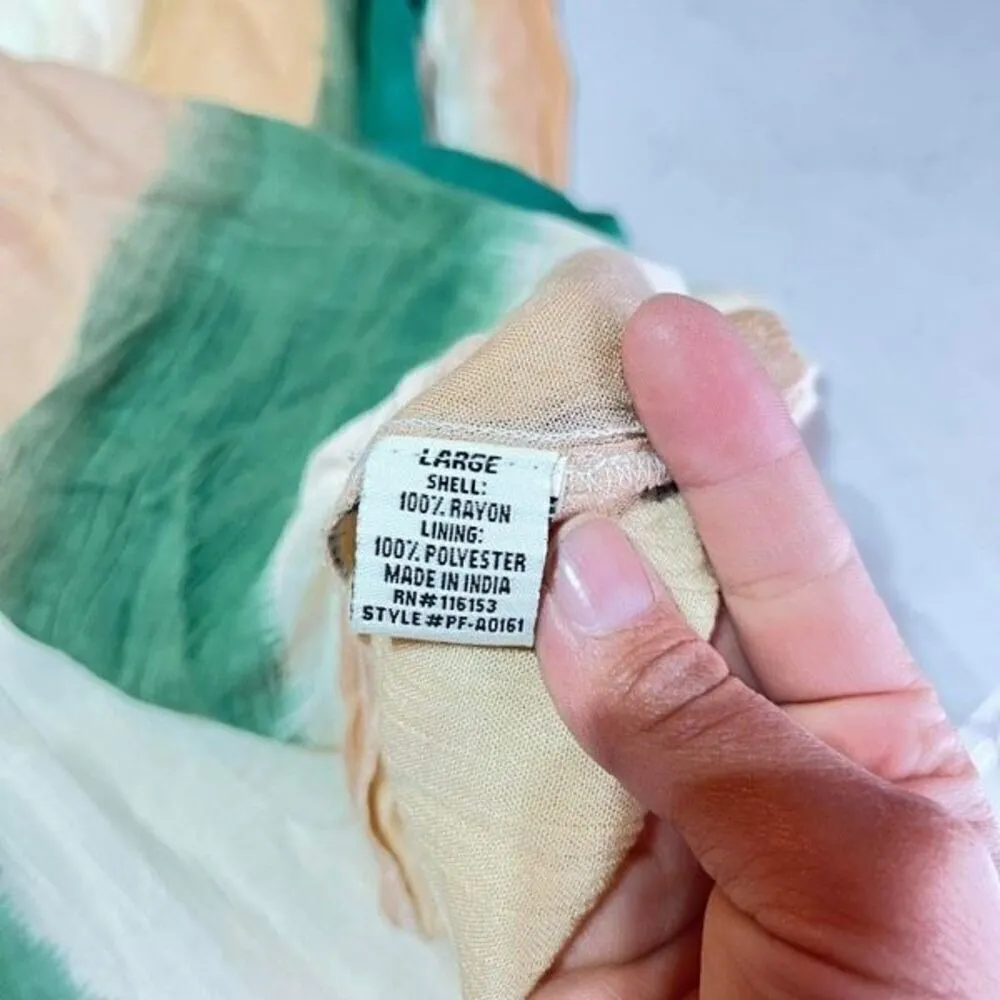 LARGE
SHELL:
100% RAYON
LINING:
100% POLYESTER
MADE IN INDIA
RN#116153
STYLE#PF-A0161